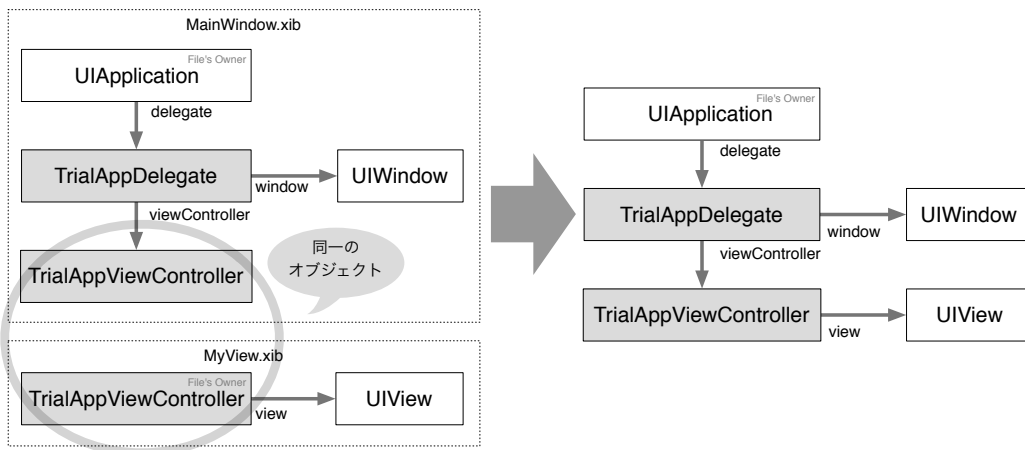 MainWindow.xib
File's Owner
UIApplication
delegate
TrialAppDelegate
window
UIWindow
viewController
TrialAppViewController
同一の
オブジェクト
MyView.xib
File's Owner
TrialAppViewController
view
UIView
File's Owner
UIApplication
delegate
TrialAppDelegate
window
UIWindow
viewController
TrialAppViewController
view
UIView